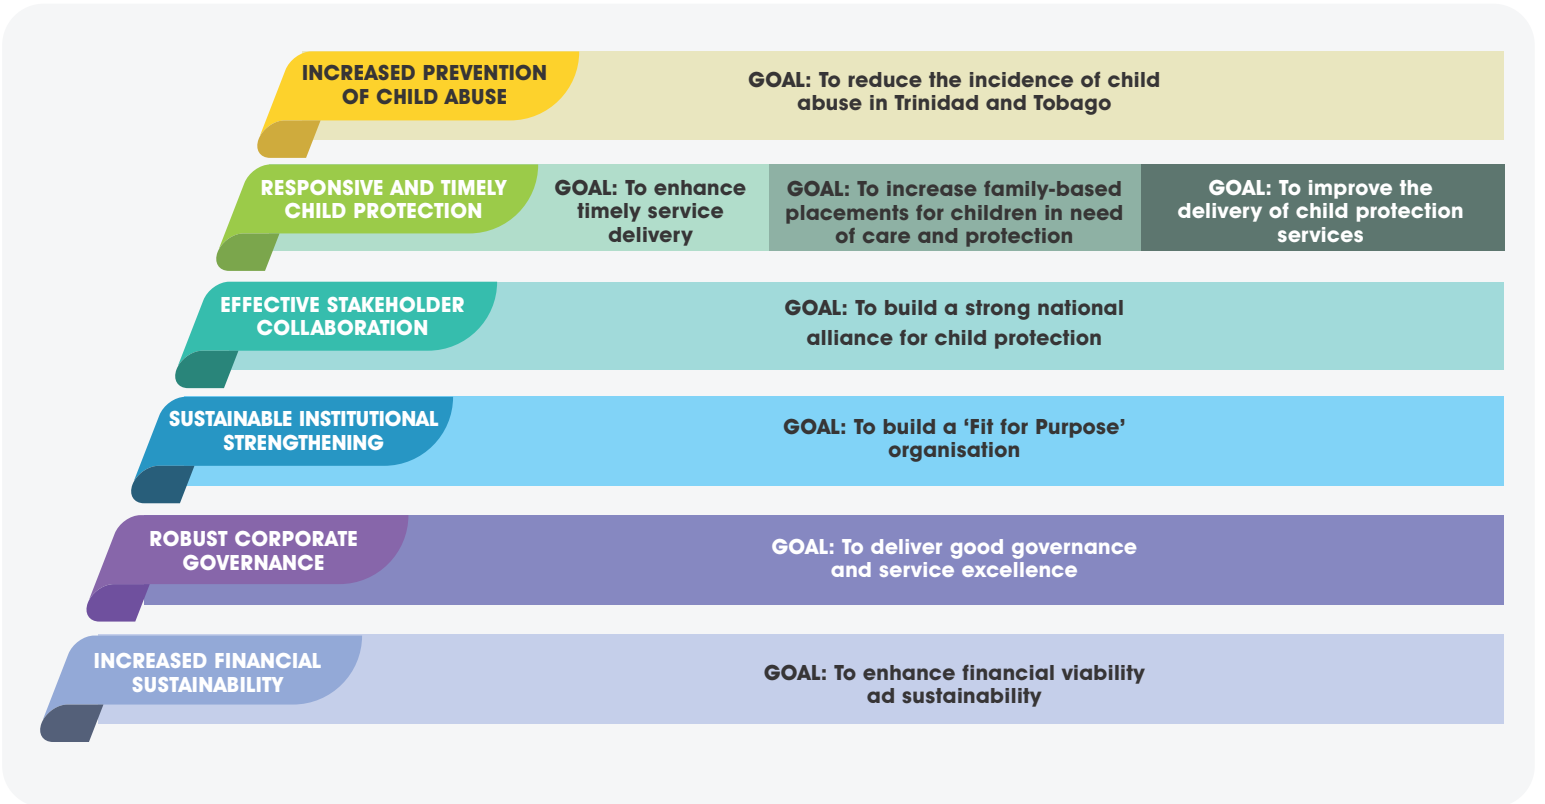 INCREASED PREVENTION
OF CHILD ABUSE
GOAL: To reduce the incidence of child
abuse in Trinidad and Tobago
RESPONSIVE AND TIMELY
CHILD PROTECTION
GOAL: To enhance
timely service
delivery
GOAL: To increase family-based
placements for children in need
of care and protection
GOAL: To improve the
delivery of child protection
services
EFFECTIVE STAKEHOLDER
COLLABORATION
GOAL: To build a strong national
alliance for child protection
SUSTAINABLE INSTITUTIONAL
STRENGTHENING
GOAL: To build a ‘Fit for Purpose’
organisation
ROBUST CORPORATE
GOVERNANCE
GOAL: To deliver good governance
and service excellence
INCREASED FINANCIAL
SUSTAINABILITY
GOAL: To enhance financial viability
ad sustainability